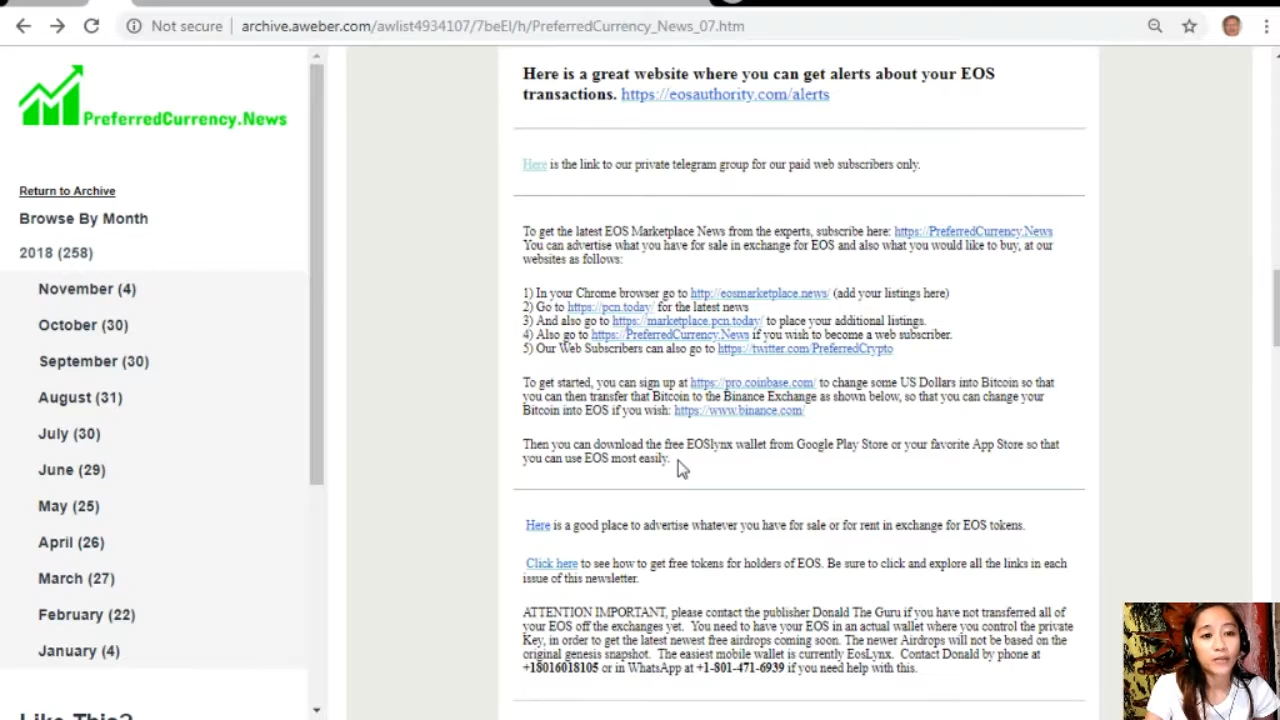 Not secure | archive.aweber.com/awlist4934107/7beEI/h/PreferredCurrency_News_07.htm
PreferredCurrency.News
Return to Archive
Browse By Month
2018 (258)
November (4)
October (30)
September (30)
August (31)
July (30)
June (29)
May (25)
April (26)
March (27)
February (22)
January (4)
Here is a great website where you can get alerts about your EOS
transactions. https://eosauthority.com/alerts
Here is the link to our private telegram group for our paid web subscribers only.
To get the latest EOS Marketplace News from the experts, subscribe here: https://PreferredCurrency.News
You can advertise what you have for sale in exchange for EOS and also what you would like to buy, at our
websites as follows:
1) In your Chrome browser go to http://eosmarketplace.news/ (add your listings here)
2) Go to https://pcn.today/ for the latest news
3) And also go to https://marketplace.pcn.today/ to place your additional listings.
4) Also go to https://PreferredCurrency.News if you wish to become a web subscriber.
5) Our Web Subscribers can also go to https://twitter.com/PreferredCrypto
To get started, you can sign up at https://pro.coinbase.com/ to change some US Dollars into Bitcoin so that
you can then transfer that Bitcoin to the Binance Exchange as shown below, so that you can change your
Bitcoin into EOS if you wish: https://www.binance.com/
Then you can download the free EOSlynx wallet from Google Play Store or your favorite App Store so that
you can use EOS most easily.
Here is a good place to advertise whatever you have for sale or for rent in exchange for EOS tokens.
Click here to see how to get free tokens for holders of EOS. Be sure to click and explore all the links in each
issue of this newsletter.
ATTENTION IMPORTANT, please contact the publisher Donald The Guru if you have not transferred all of
your EOS off the exchanges yet. You need to have your EOS in an actual wallet where you control the private
Key, in order to get the latest newest free airdrops coming soon. The newer Airdrops will not be based on the
original genesis snapshot. The easiest mobile wallet is currently EosLynx. Contact Donald by phone at
+18016018105 or in WhatsApp at +1-801-471-6939 if you need help with this.